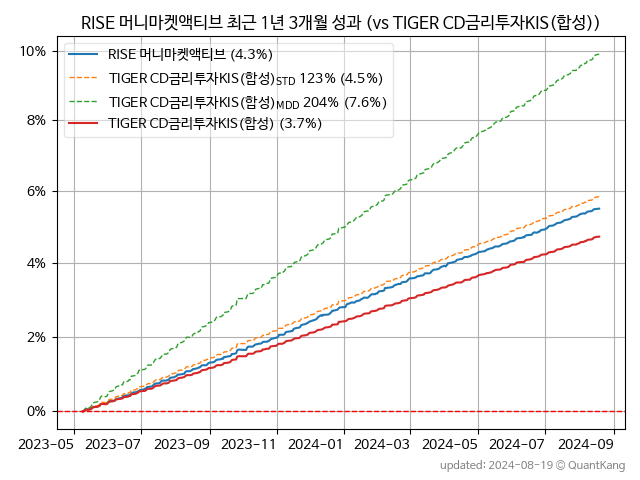 RISE 머니마켓액티브 최근 1년 3개월 성과 (vs TIGER CD금리투자KIS(합성))
RISE 머니마켓액티브 (4.3%)
TIGER CD금리투자KIS(합성)STD 123% (4.5%)
TIGER CD금리투자KIS(합성)MDD 204% (7.6%)
TIGER CD금리투자KIS(합성) (3.7%)
10%
8%
6%
4%
2%
0%
2023-05 2023-07 2023-09 2023-11 2024-01 2024-03 2024-05 2024-07 2024-09
updated: 2024-08-19 © QuantKang